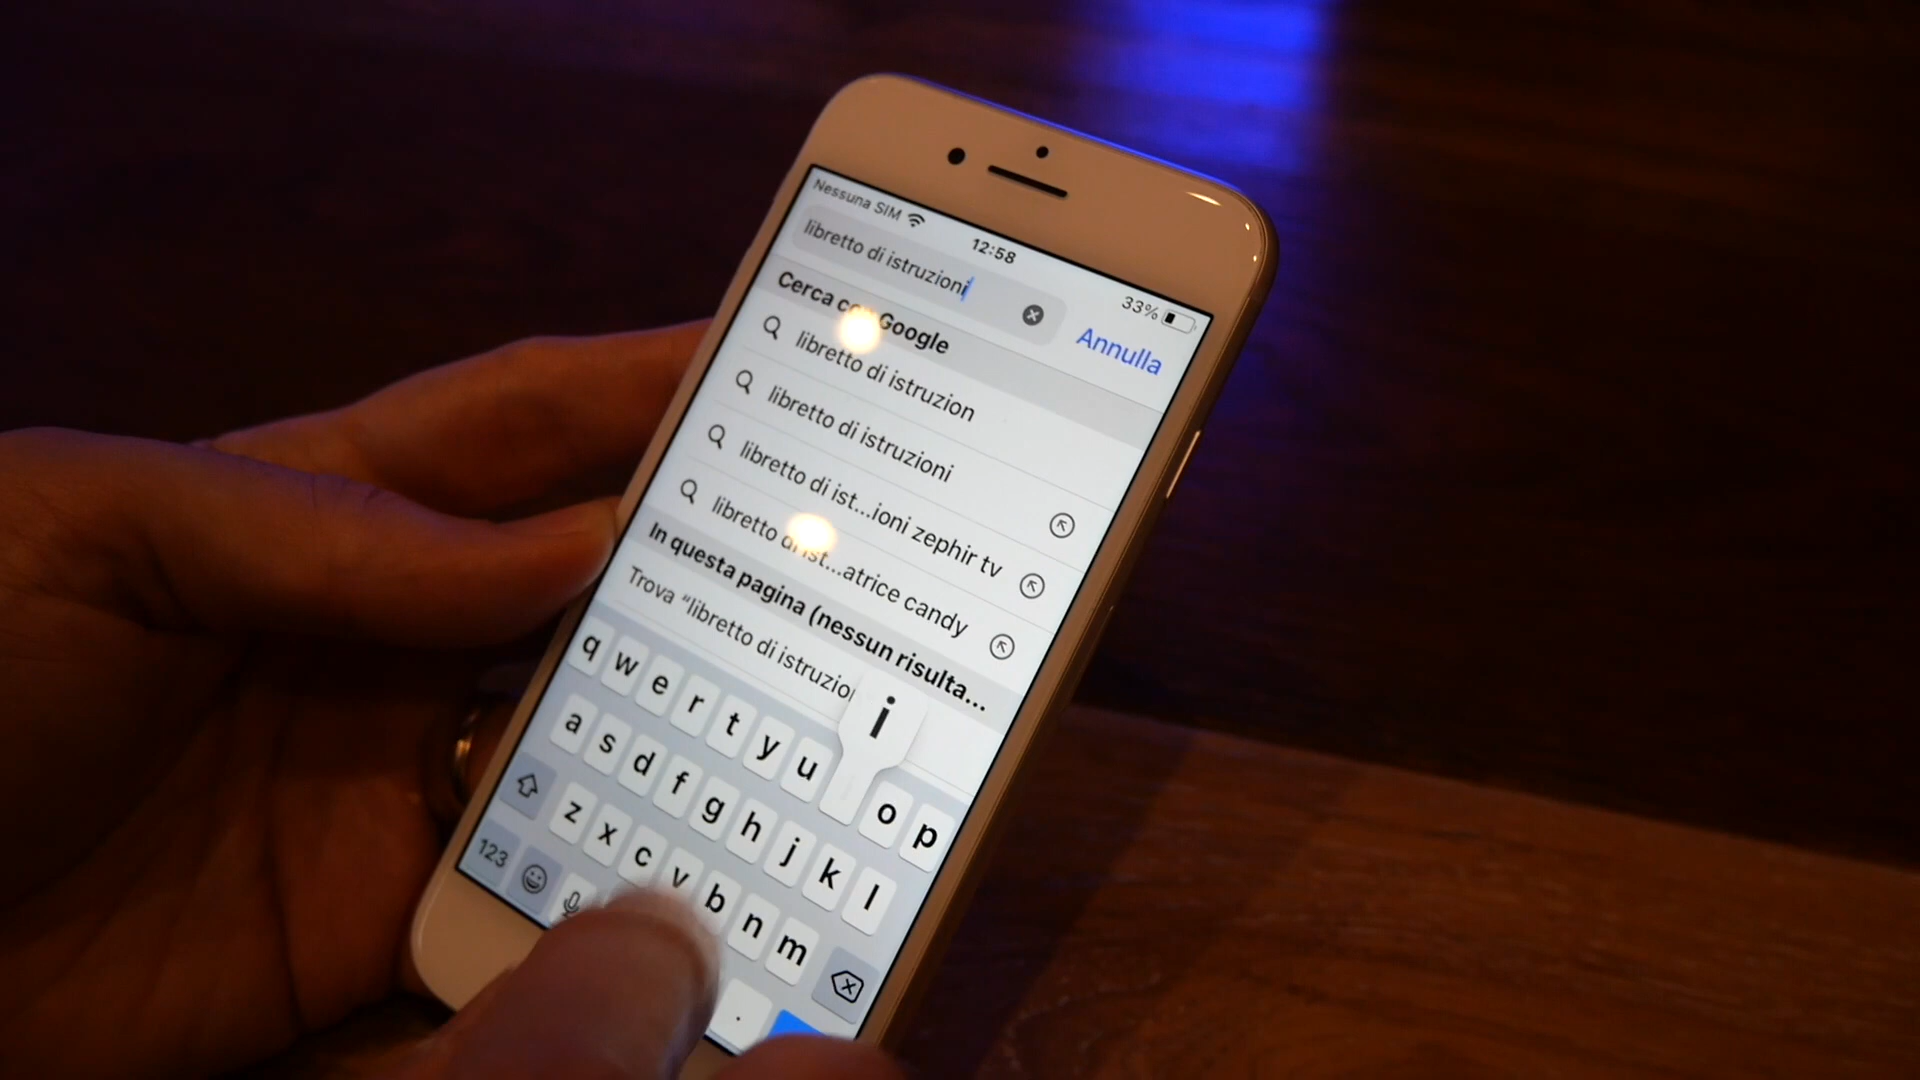 Nessuna SIM
12:58
33%
libretto di istruzioni
Annulla
Cerca con Google
libretto di istruzion
libretto di istruzioni
libretto di ist...ioni zephir tv
libretto di ist...atrice candy
In questa pagina (nessun risulta...
Trova “libretto di istruzio
i
q w e r t y u o p
a s d f g h j k l
z x c v b n m
123
.